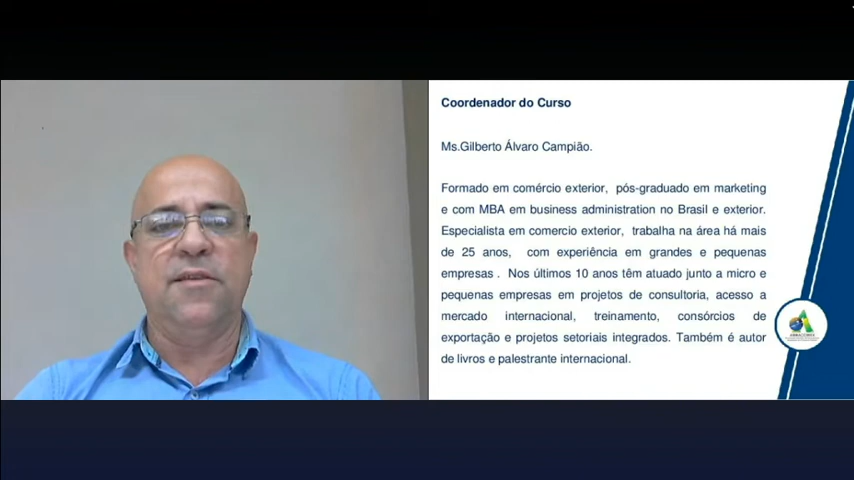 Coordenador do Curso
Ms.Gilberto Álvaro Campião.
Formado em comércio exterior, pós-graduado em marketing
e com MBA em business administration no Brasil e exterior.
Especialista em comercio exterior, trabalha na área há mais
de 25 anos, com experiência em grandes e pequenas
empresas . Nos últimos 10 anos têm atuado junto a micro e
pequenas empresas em projetos de consultoria, acesso a
mercado internacional, treinamento, consórcios de
exportação e projetos setoriais integrados. Também é autor
de livros e palestrante internacional.